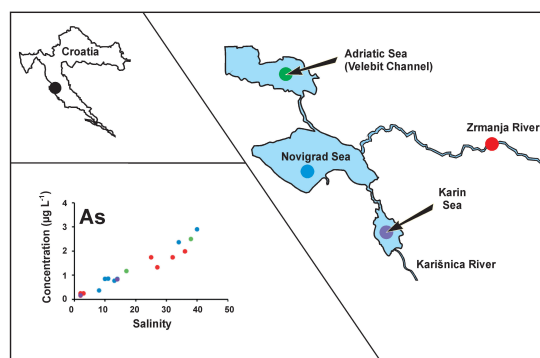 Croatia
Adriatic Sea
(Velebit Channel)
Zrmanja River
Novigrad Sea
Karin
Sea
Karišnica River
As
Concentration (µg L⁻¹)
4
3
2
1
0
0 10 20 30 40 50
Salinity